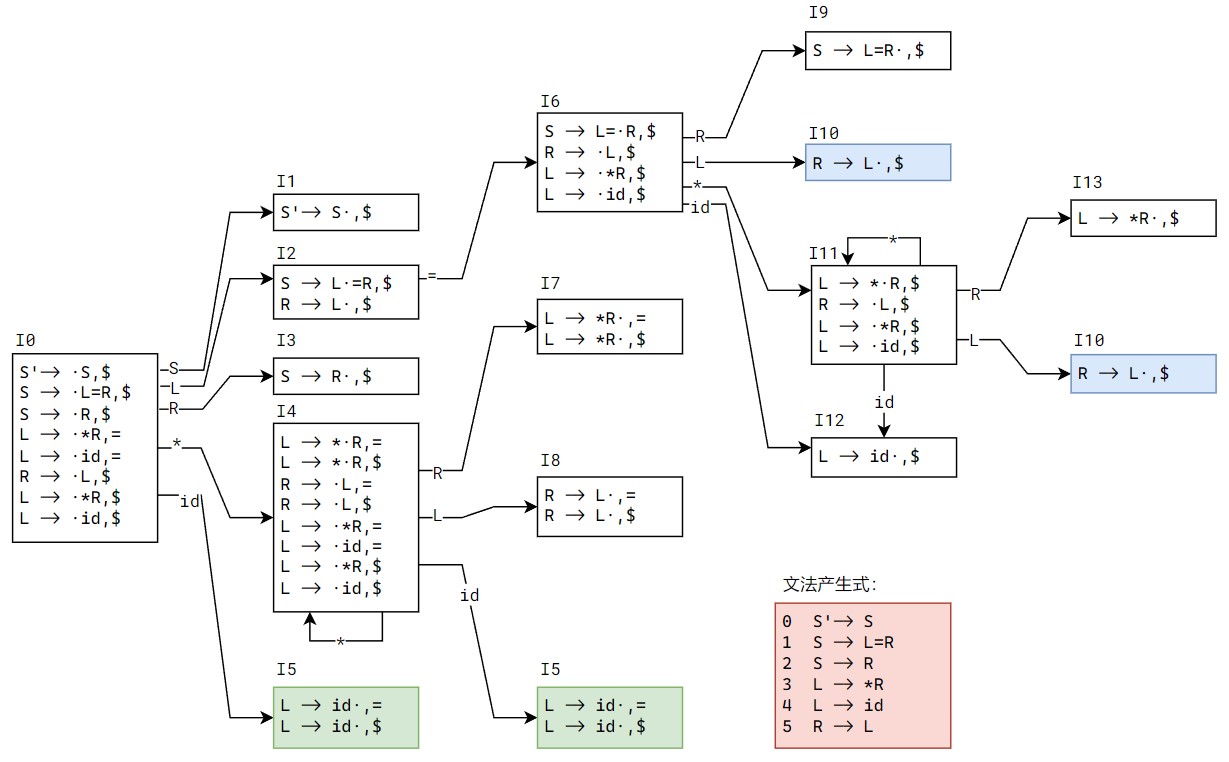 I0
S'→ ·S,$
S → ·L=R,$
S → ·R,$
L → ·*R,=
L → ·id,=
R → ·L,$
L → ·*R,$
L → ·id,$
S
L
R
*
id
I1
S'→ S·,$
I2
S → L·=R,$
R → L·,$
=
I3
S → R·,$
I4
L → *·R,=
L → *·R,$
R → ·L,=
R → ·L,$
L → ·*R,=
L → ·id,=
L → ·*R,$
L → ·id,$
R
L
id
*
I5
L → id·,=
L → id·,$
I6
S → L=·R,$
R → ·L,$
L → ·*R,$
L → ·id,$
R
L
*
id
I7
L → *R·,=
L → *R·,$
I8
R → L·,=
R → L·,$
I5
L → id·,=
L → id·,$
I9
S → L=R·,$
I10
R → L·,$
I11
*
L → *·R,$
R → ·L,$
L → ·*R,$
L → ·id,$
R
L
id
I12
L → id·,$
I13
L → *R·,$
I10
R → L·,$
文法产生式:
0 S'→ S
1 S → L=R
2 S → R
3 L → *R
4 L → id
5 R → L